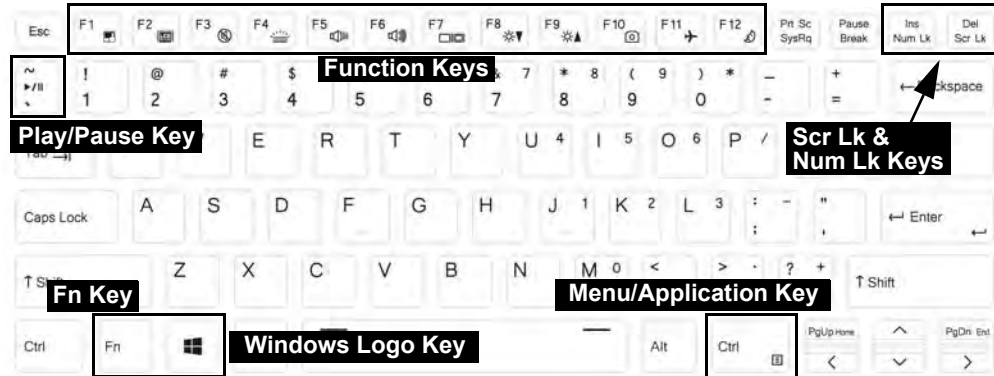 Esc F1 F2 F3 F4 F5 F6 F7 F8 F9 F10 F11 F12 Prt Sc SysRq Pause Break Ins Num Lk Del Scr Lk
Function Keys
~ ` ! 1 @ 2 # 3 $ 4 5 6 & 7 7 * 8 8 ( 9 9 ) * 0 _ - + =
Play/Pause Key
E R T Y U 4 I 5 O 6 P /
Scr Lk &
Num Lk Keys
Caps Lock A S D F G H J 1 K 2 L 3 : - ; " ' Enter
Z X C V B N M 0 < > . ? + Shift
Fn Key
Menu/Application Key
Ctrl Fn Alt Ctrl PgUp Home PgDn End
Windows Logo Key